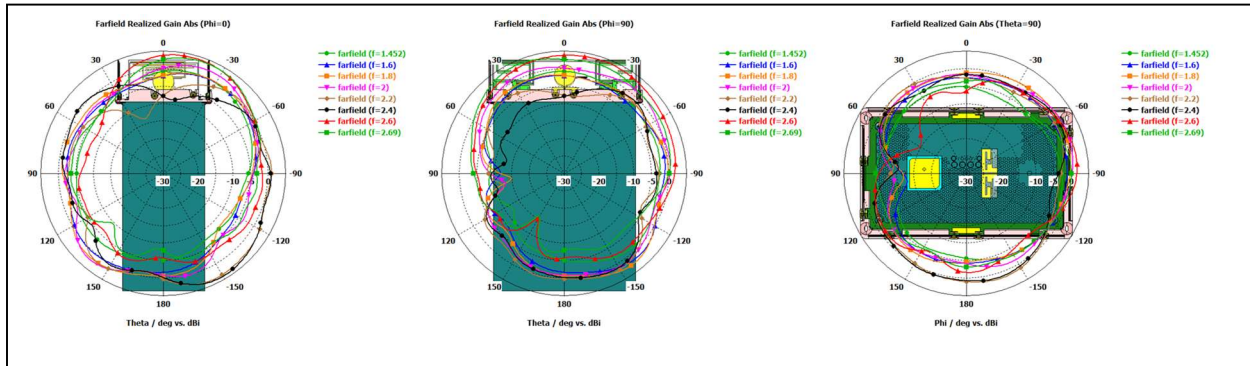 Farfield Realized Gain Abs (Phi=0)
0
30
-30
60
-60
90
-90
120
-120
150
-150
180
-30
-20
-10
-5
0
farfield (f=1.452)
farfield (f=1.6)
farfield (f=1.8)
farfield (f=2)
farfield (f=2.2)
farfield (f=2.4)
farfield (f=2.6)
farfield (f=2.69)
Theta / deg vs. dBi
Farfield Realized Gain Abs (Phi=90)
0
30
-30
60
-60
90
-90
120
-120
150
-150
180
-30
-20
-10
-5
0
farfield (f=1.452)
farfield (f=1.6)
farfield (f=1.8)
farfield (f=2)
farfield (f=2.2)
farfield (f=2.4)
farfield (f=2.6)
farfield (f=2.69)
Theta / deg vs. dBi
Farfield Realized Gain Abs (Theta=90)
0
30
-30
60
-60
90
-90
120
-120
150
-150
180
-30
-20
-10
-5
0
farfield (f=1.452)
farfield (f=1.6)
farfield (f=1.8)
farfield (f=2)
farfield (f=2.2)
farfield (f=2.4)
farfield (f=2.6)
farfield (f=2.69)
Phi / deg vs. dBi